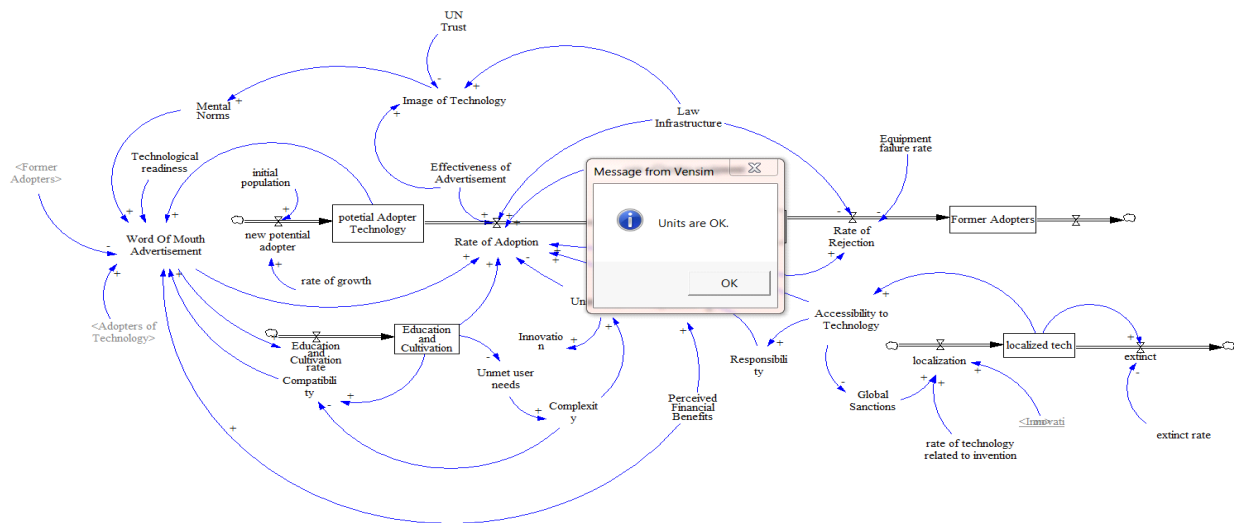 UN
Trust
Image of Technology
Mental
Norms
Law
Infrastructure
Equipment
failure rate
<Former
Adopters>
Technological
readiness
initial
population
Effectiveness of
Advertisement
Message from Vensim
Units are OK.
OK
potetial Adopter
Technology
new potential
adopter
Word Of Mouth
Advertisement
Rate of Adoption
Rate of
Rejection
Former Adopters
rate of growth
<Adopters of
Technology>
Education and
Cultivation
rate
Education
and
Cultivation
Compatibili
ty
Unmet user
needs
Innovatio
n
Complexi
ty
Perceived
Financial
Benefits
Responsibili
ty
Accessibility to
Technology
Global
Sanctions
localization
localized tech
extinct
rate of technology
related to invention
extinct rate